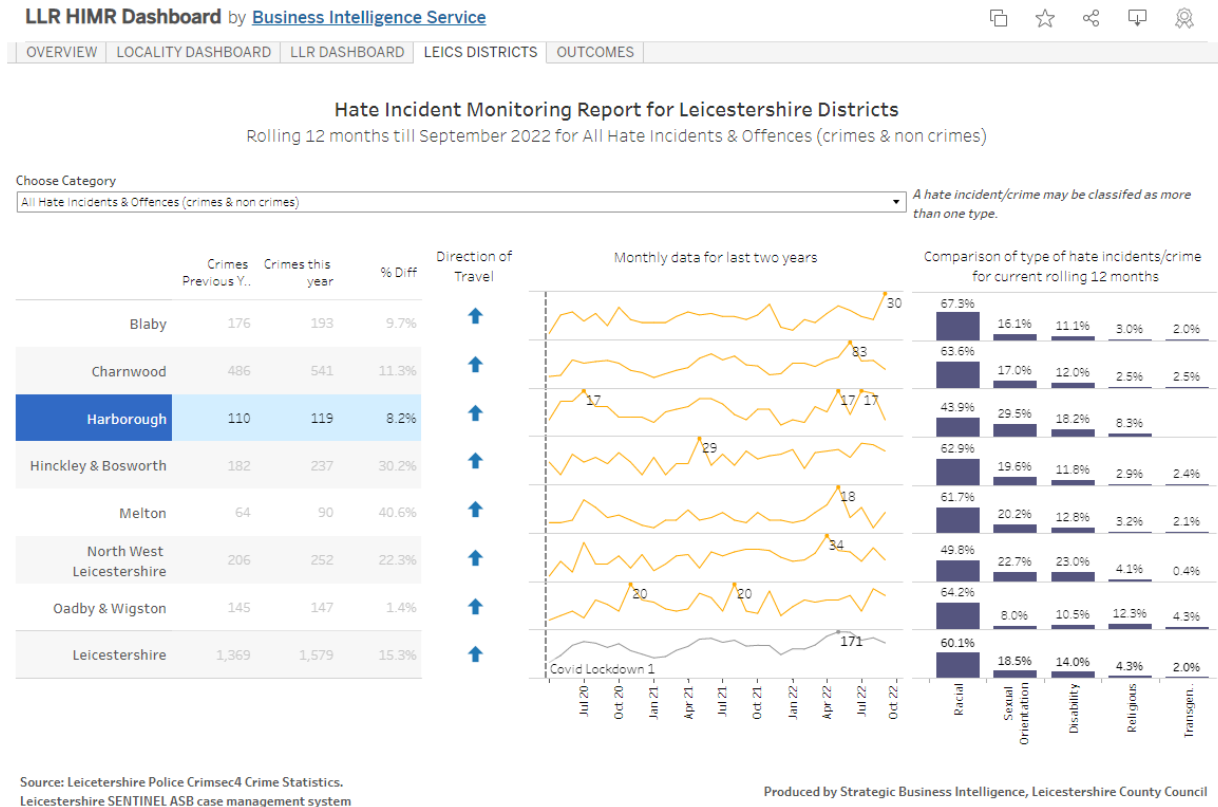 LLR HIMR Dashboard by Business Intelligence Service
OVERVIEW LOCALITY DASHBOARD LLR DASHBOARD LEICS DISTRICTS OUTCOMES
Hate Incident Monitoring Report for Leicestershire Districts
Rolling 12 months till September 2022 for All Hate Incidents & Offences (crimes & non crimes)
Choose Category
All Hate Incidents & Offences (crimes & non crimes)
A hate incident/crime may be classifed as more
than one type.
Crimes Previous Y.. Crimes this year % Diff
Direction of Travel
Monthly data for last two years
Comparison of type of hate incidents/crime
for current rolling 12 months
Blaby 176 193 9.7% 30 67.3% 16.1% 11.1% 3.0% 2.0%
Charnwood 486 541 11.3% 83 63.6% 17.0% 12.0% 2.5% 2.5%
Harborough 110 119 8.2% 17 17 17 43.9% 29.5% 18.2% 8.3%
Hinckley & Bosworth 182 237 30.2% 29 62.9% 19.6% 11.8% 2.9% 2.4%
Melton 64 90 40.6% 18 61.7% 20.2% 12.8% 3.2% 2.1%
North West Leicestershire 206 252 22.3% 34 49.8% 22.7% 23.0% 4.1% 0.4%
Oadby & Wigston 145 147 1.4% 20 20 64.2% 8.0% 10.5% 12.3% 4.3%
Leicestershire 1,369 1,579 15.3% 171 60.1% 18.5% 14.0% 4.3% 2.0%
Covid Lockdown 1
Jul 20 Oct 20 Jan 21 Apr 21 Jul 21 Oct 21 Jan 22 Apr 22 Jul 22 Oct 22
Racial Sexual Orientation Disability Religious Transgen..
Source: Leicetershire Police Crimsec4 Crime Statistics.
Leicestershire SENTINEL ASB case management system
Produced by Strategic Business Intelligence, Leicestershire County Council